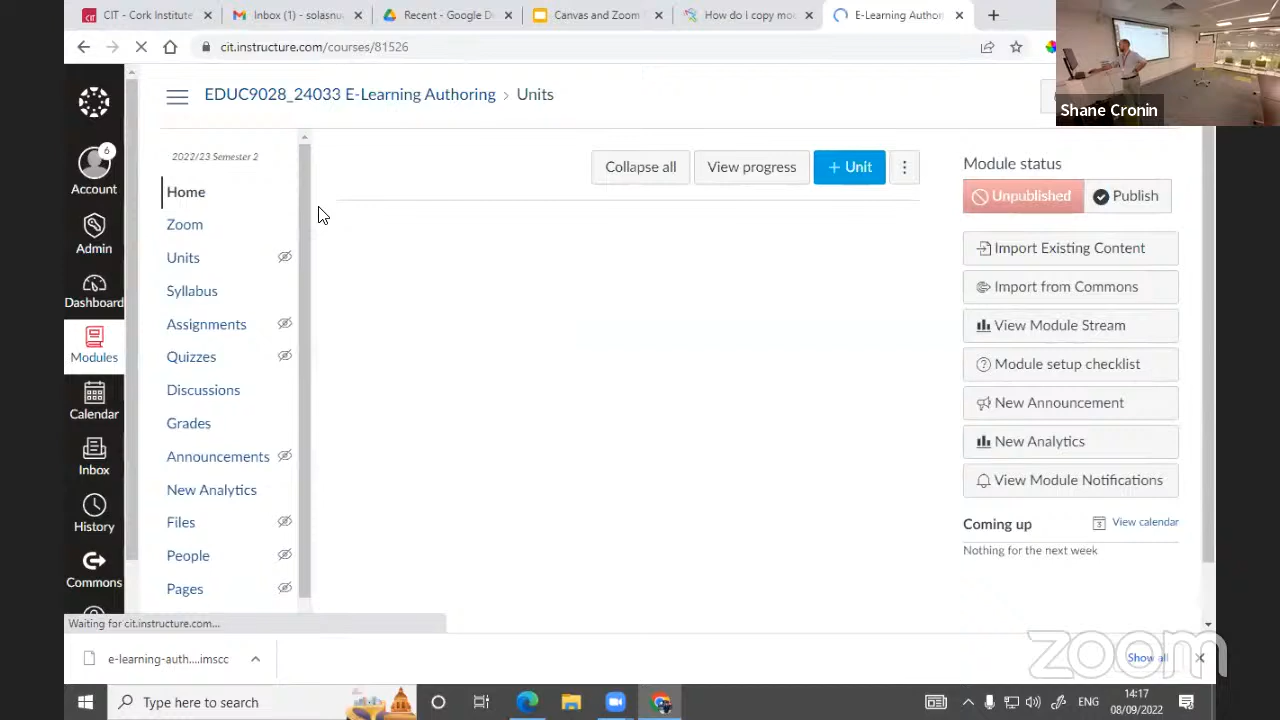 CIT - Cork Institute
Inbox (1) - solasnu
Recent - Google D
Canvas and Zoom
How do I copy mo
E-Learning Author
cit.instructure.com/courses/81526
Shane Cronin
EDUC9028_24033 E-Learning Authoring > Units
2022/23 Semester 2
Collapse all
View progress
+ Unit
Module status
Unpublished
Publish
6
Account
Admin
Dashboard
Modules
Calendar
Inbox
History
Commons
Home
Zoom
Units
Syllabus
Assignments
Quizzes
Discussions
Grades
Announcements
New Analytics
Files
People
Pages
Import Existing Content
Import from Commons
View Module Stream
Module setup checklist
New Announcement
New Analytics
View Module Notifications
Coming up
View calendar
Nothing for the next week
Waiting for cit.instructure.com...
e-learning-auth....imscc
Show all
zoom
Type here to search
ENG
14:17
08/09/2022